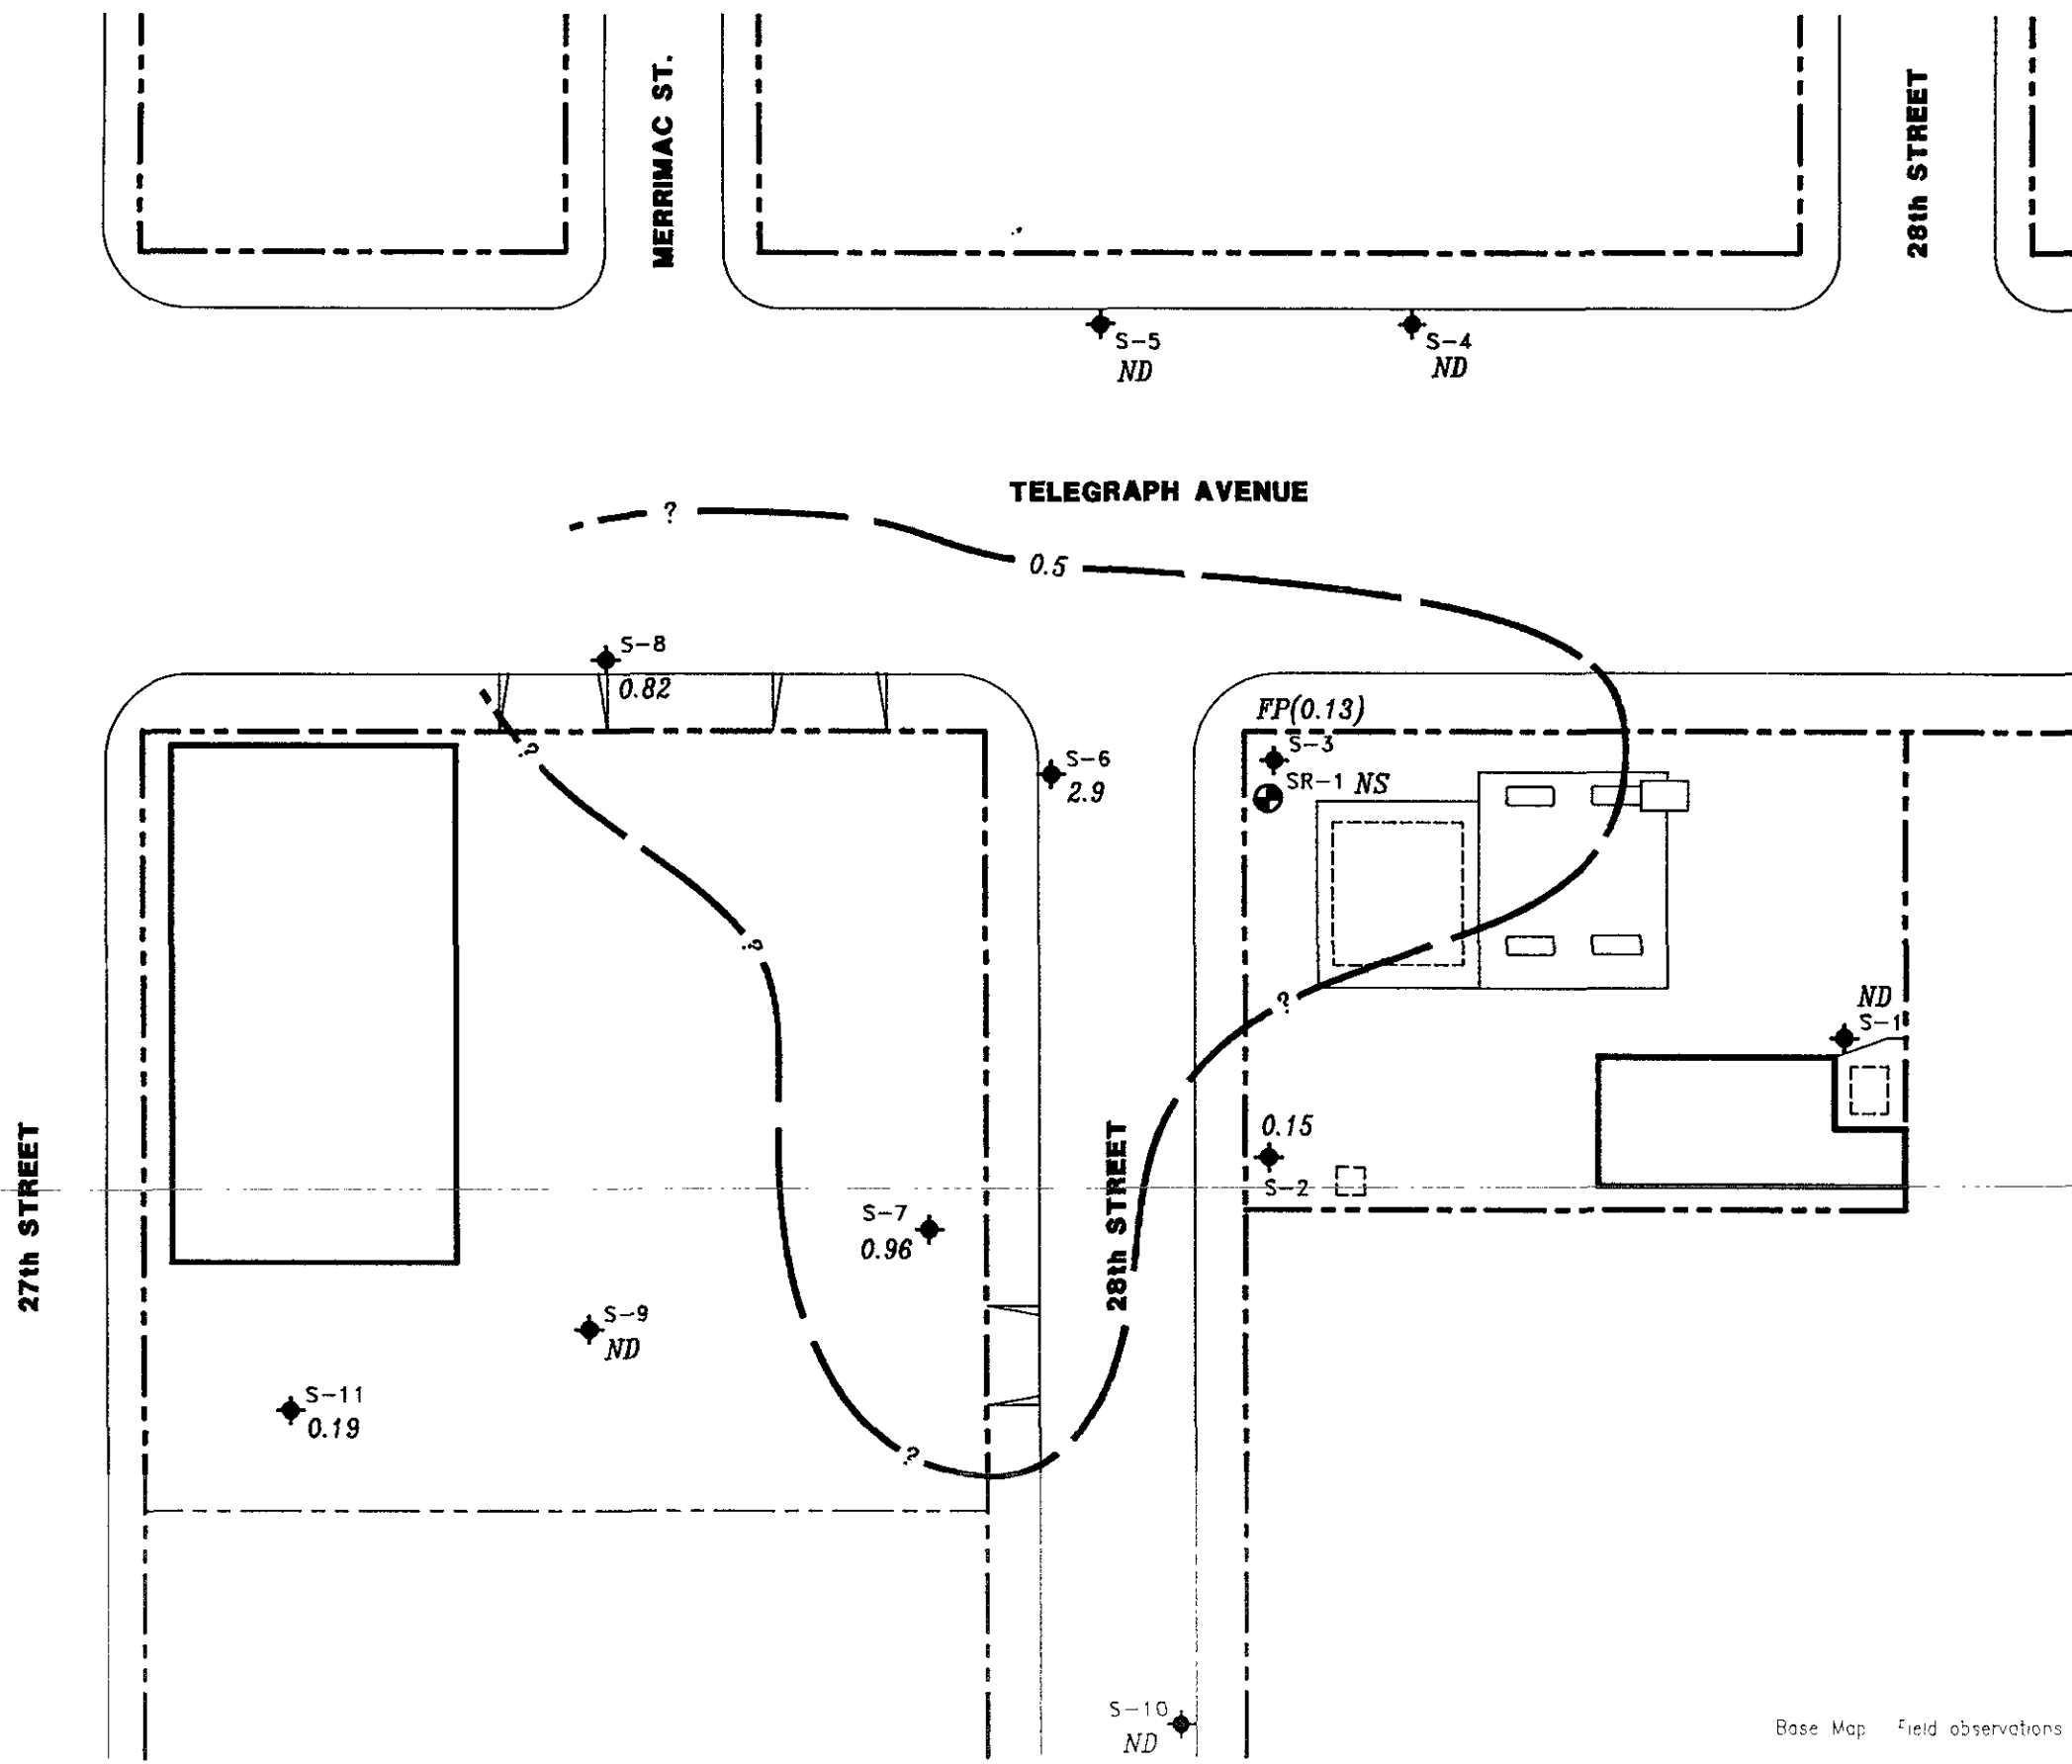 MERRIMAC ST.
28th STREET
S-5
ND
S-4
ND
TELEGRAPH AVENUE
?
0.5
S-8
0.82
FP(0.13)
S-3
SR-1 NS
S-6
2.9
?
?
?
ND
S-1
0.15
S-2
27th STREET
28th STREET
S-7
0.96
S-9
ND
S-11
0.19
?
S-10
ND
Base Map Field observations